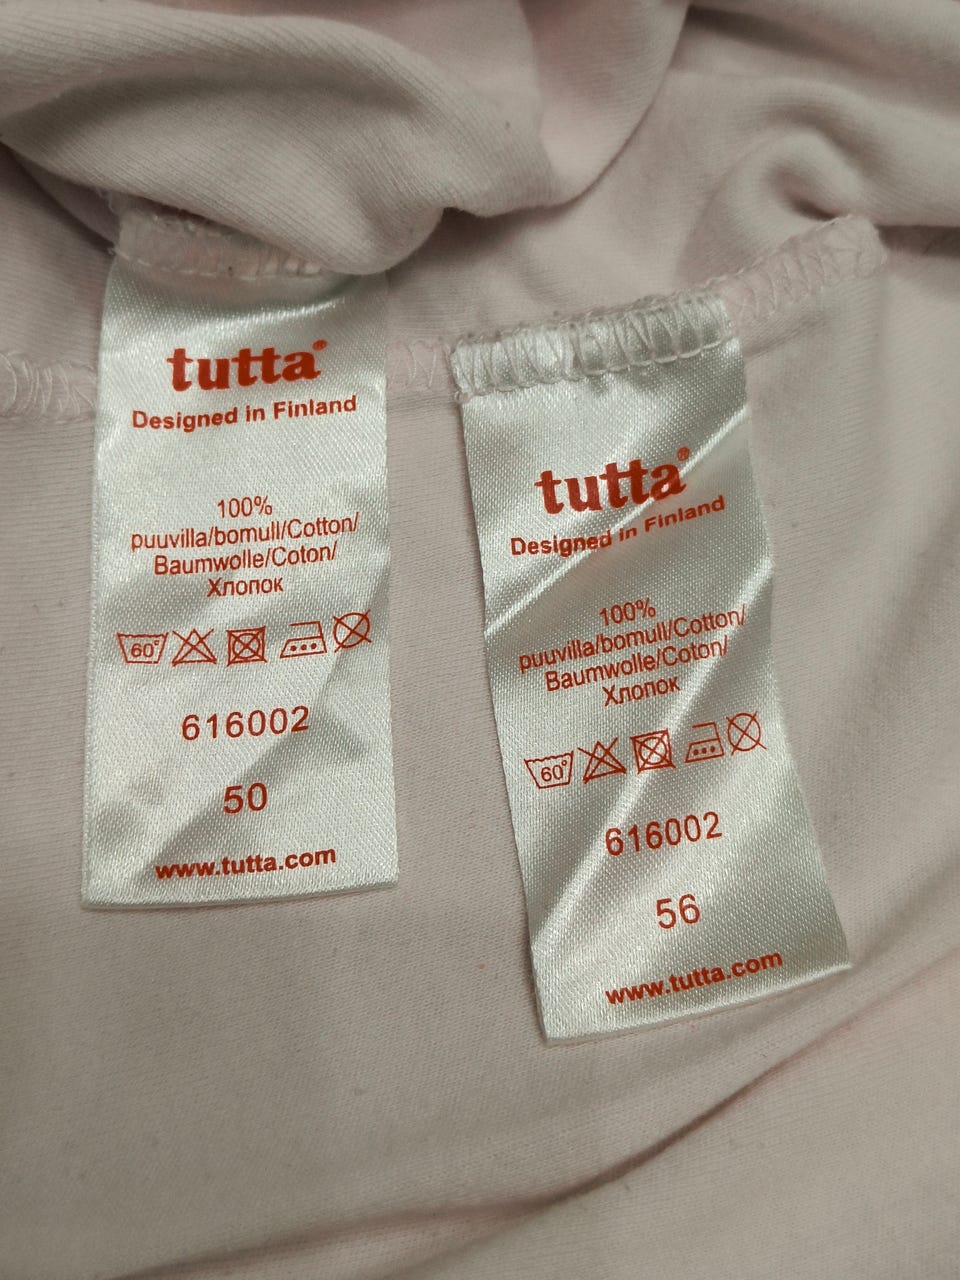 tutta®
Designed in Finland
100%
puuvilla/bomull/Cotton/
Baumwolle/Coton/
Хлопок
60°
616002
50
www.tutta.com
tutta®
Designed in Finland
100%
puuvilla/bomull/Cotton/
Baumwolle/Coton/
Хлопок
60°
616002
56
www.tutta.com